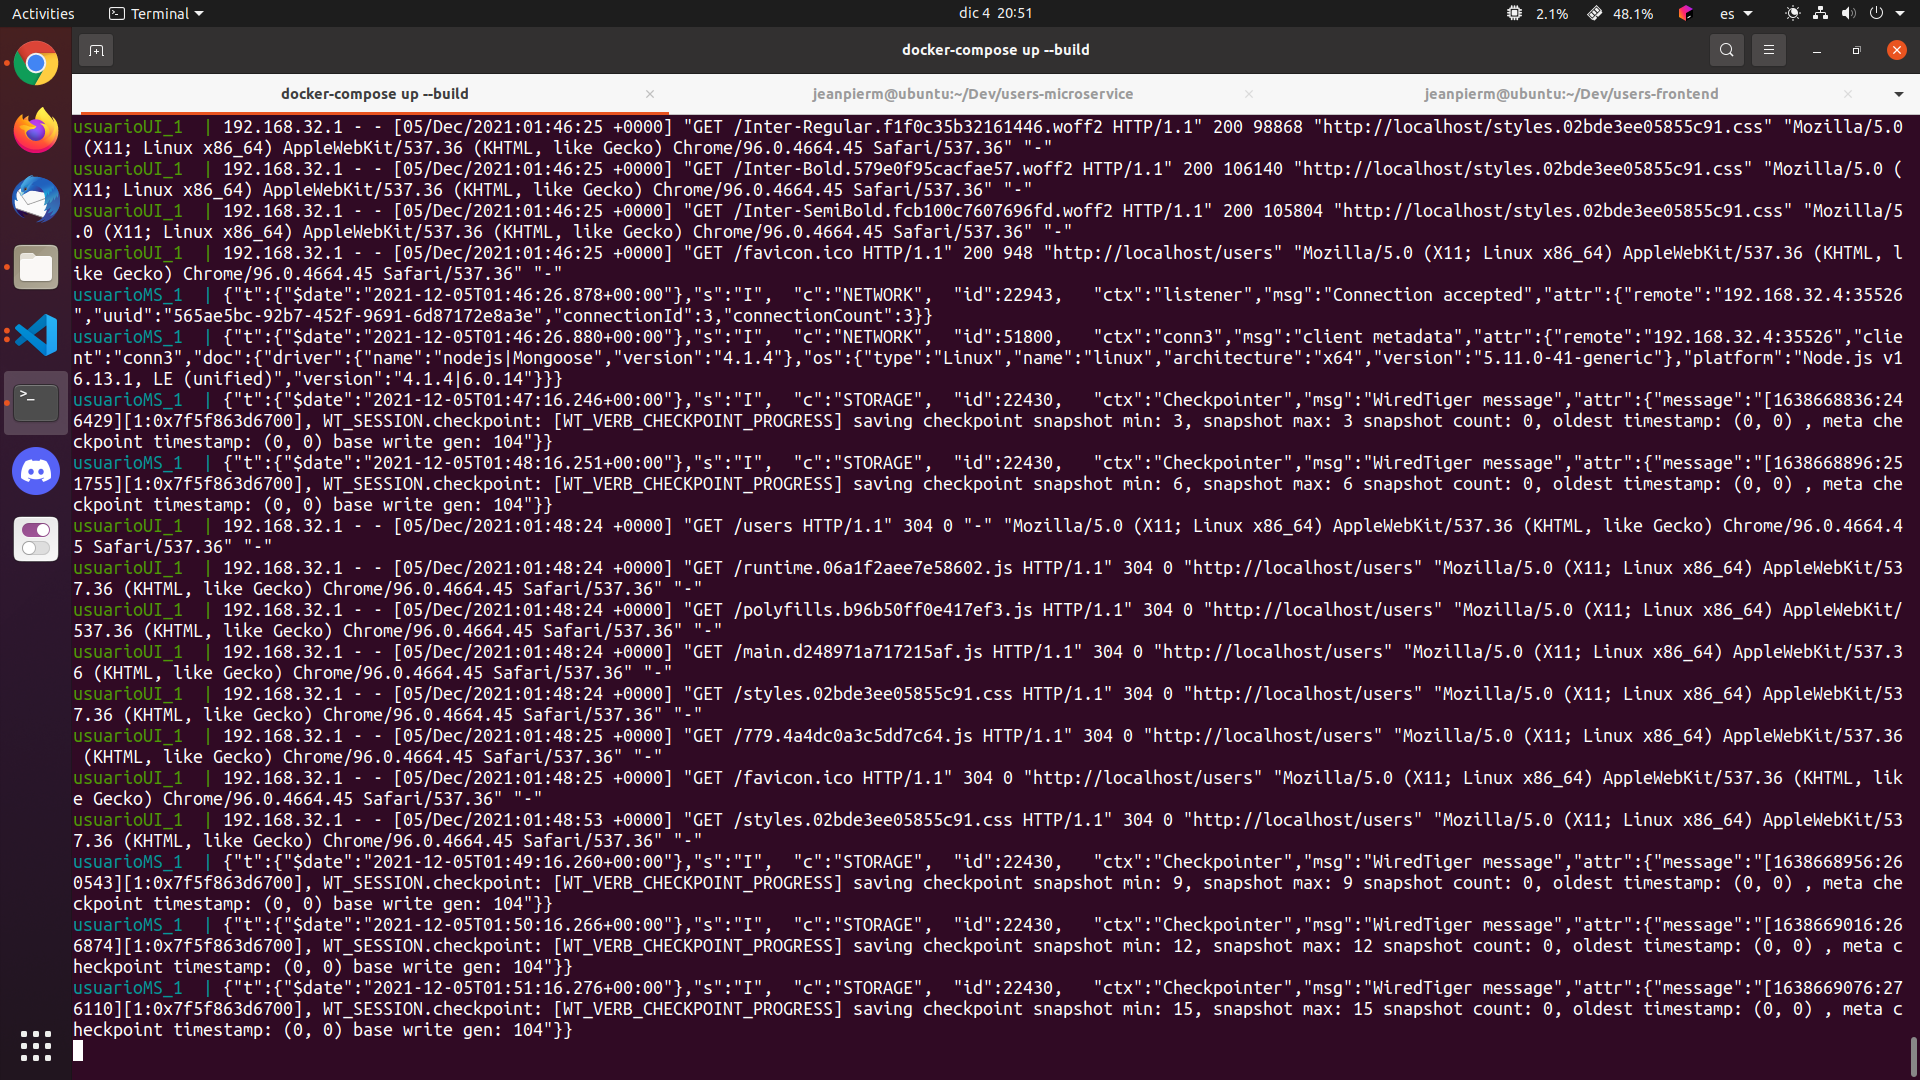 Activities Terminal dic 4 20:51 2.1% 48.1% es
docker-compose up --build
docker-compose up --build × jeanpierm@ubuntu:~/Dev/users-microservice × jeanpierm@ubuntu:~/Dev/users-frontend ×
usuarioUI_1  | 192.168.32.1 - - [05/Dec/2021:01:46:25 +0000] "GET /Inter-Regular.f1f0c35b32161446.woff2 HTTP/1.1" 200 98868 "http://localhost/styles.02bde3ee05855c91.css" "Mozilla/5.0
 (X11; Linux x86_64) AppleWebKit/537.36 (KHTML, like Gecko) Chrome/96.0.4664.45 Safari/537.36" "-"
usuarioUI_1  | 192.168.32.1 - - [05/Dec/2021:01:46:25 +0000] "GET /Inter-Bold.579e0f95cacfae57.woff2 HTTP/1.1" 200 106140 "http://localhost/styles.02bde3ee05855c91.css" "Mozilla/5.0 (
X11; Linux x86_64) AppleWebKit/537.36 (KHTML, like Gecko) Chrome/96.0.4664.45 Safari/537.36" "-"
usuarioUI_1  | 192.168.32.1 - - [05/Dec/2021:01:46:25 +0000] "GET /Inter-SemiBold.fcb100c7607696fd.woff2 HTTP/1.1" 200 105804 "http://localhost/styles.02bde3ee05855c91.css" "Mozilla/5
.0 (X11; Linux x86_64) AppleWebKit/537.36 (KHTML, like Gecko) Chrome/96.0.4664.45 Safari/537.36" "-"
usuarioUI_1  | 192.168.32.1 - - [05/Dec/2021:01:46:25 +0000] "GET /favicon.ico HTTP/1.1" 200 948 "http://localhost/users" "Mozilla/5.0 (X11; Linux x86_64) AppleWebKit/537.36 (KHTML, l
ike Gecko) Chrome/96.0.4664.45 Safari/537.36" "-"
usuarioMS_1  | {"t":{"$date":"2021-12-05T01:46:26.878+00:00"},"s":"I",  "c":"NETWORK",  "id":22943,   "ctx":"listener","msg":"Connection accepted","attr":{"remote":"192.168.32.4:35526
","uuid":"565ae5bc-92b7-452f-9691-6d87172e8a3e","connectionId":3,"connectionCount":3}}
usuarioMS_1  | {"t":{"$date":"2021-12-05T01:46:26.880+00:00"},"s":"I",  "c":"NETWORK",  "id":51800,   "ctx":"conn3","msg":"client metadata","attr":{"remote":"192.168.32.4:35526","clie
nt":"conn3","doc":{"driver":{"name":"nodejs|Mongoose","version":"4.1.4"},"os":{"type":"Linux","name":"linux","architecture":"x64","version":"5.11.0-41-generic"},"platform":"Node.js v1
6.13.1, LE (unified)","version":"4.1.4|6.0.14"}}}
usuarioMS_1  | {"t":{"$date":"2021-12-05T01:47:16.246+00:00"},"s":"I",  "c":"STORAGE",  "id":22430,   "ctx":"Checkpointer","msg":"WiredTiger message","attr":{"message":"[1638668836:24
6429][1:0x7f5f863d6700], WT_SESSION.checkpoint: [WT_VERB_CHECKPOINT_PROGRESS] saving checkpoint snapshot min: 3, snapshot max: 3 snapshot count: 0, oldest timestamp: (0, 0) , meta che
ckpoint timestamp: (0, 0) base write gen: 104"}}
usuarioMS_1  | {"t":{"$date":"2021-12-05T01:48:16.251+00:00"},"s":"I",  "c":"STORAGE",  "id":22430,   "ctx":"Checkpointer","msg":"WiredTiger message","attr":{"message":"[1638668896:25
1755][1:0x7f5f863d6700], WT_SESSION.checkpoint: [WT_VERB_CHECKPOINT_PROGRESS] saving checkpoint snapshot min: 6, snapshot max: 6 snapshot count: 0, oldest timestamp: (0, 0) , meta che
ckpoint timestamp: (0, 0) base write gen: 104"}}
usuarioUI_1  | 192.168.32.1 - - [05/Dec/2021:01:48:24 +0000] "GET /users HTTP/1.1" 304 0 "-" "Mozilla/5.0 (X11; Linux x86_64) AppleWebKit/537.36 (KHTML, like Gecko) Chrome/96.0.4664.4
5 Safari/537.36" "-"
usuarioUI_1  | 192.168.32.1 - - [05/Dec/2021:01:48:24 +0000] "GET /runtime.06a1f2aee7e58602.js HTTP/1.1" 304 0 "http://localhost/users" "Mozilla/5.0 (X11; Linux x86_64) AppleWebKit/53
7.36 (KHTML, like Gecko) Chrome/96.0.4664.45 Safari/537.36" "-"
usuarioUI_1  | 192.168.32.1 - - [05/Dec/2021:01:48:24 +0000] "GET /polyfills.b96b50ff0e417ef3.js HTTP/1.1" 304 0 "http://localhost/users" "Mozilla/5.0 (X11; Linux x86_64) AppleWebKit/
537.36 (KHTML, like Gecko) Chrome/96.0.4664.45 Safari/537.36" "-"
usuarioUI_1  | 192.168.32.1 - - [05/Dec/2021:01:48:24 +0000] "GET /main.d248971a717215af.js HTTP/1.1" 304 0 "http://localhost/users" "Mozilla/5.0 (X11; Linux x86_64) AppleWebKit/537.3
6 (KHTML, like Gecko) Chrome/96.0.4664.45 Safari/537.36" "-"
usuarioUI_1  | 192.168.32.1 - - [05/Dec/2021:01:48:24 +0000] "GET /styles.02bde3ee05855c91.css HTTP/1.1" 304 0 "http://localhost/users" "Mozilla/5.0 (X11; Linux x86_64) AppleWebKit/53
7.36 (KHTML, like Gecko) Chrome/96.0.4664.45 Safari/537.36" "-"
usuarioUI_1  | 192.168.32.1 - - [05/Dec/2021:01:48:25 +0000] "GET /779.4a4dc0a3c5dd7c64.js HTTP/1.1" 304 0 "http://localhost/users" "Mozilla/5.0 (X11; Linux x86_64) AppleWebKit/537.36
 (KHTML, like Gecko) Chrome/96.0.4664.45 Safari/537.36" "-"
usuarioUI_1  | 192.168.32.1 - - [05/Dec/2021:01:48:25 +0000] "GET /favicon.ico HTTP/1.1" 304 0 "http://localhost/users" "Mozilla/5.0 (X11; Linux x86_64) AppleWebKit/537.36 (KHTML, lik
e Gecko) Chrome/96.0.4664.45 Safari/537.36" "-"
usuarioUI_1  | 192.168.32.1 - - [05/Dec/2021:01:48:53 +0000] "GET /styles.02bde3ee05855c91.css HTTP/1.1" 304 0 "http://localhost/users" "Mozilla/5.0 (X11; Linux x86_64) AppleWebKit/53
7.36 (KHTML, like Gecko) Chrome/96.0.4664.45 Safari/537.36" "-"
usuarioMS_1  | {"t":{"$date":"2021-12-05T01:49:16.260+00:00"},"s":"I",  "c":"STORAGE",  "id":22430,   "ctx":"Checkpointer","msg":"WiredTiger message","attr":{"message":"[1638668956:26
0543][1:0x7f5f863d6700], WT_SESSION.checkpoint: [WT_VERB_CHECKPOINT_PROGRESS] saving checkpoint snapshot min: 9, snapshot max: 9 snapshot count: 0, oldest timestamp: (0, 0) , meta che
ckpoint timestamp: (0, 0) base write gen: 104"}}
usuarioMS_1  | {"t":{"$date":"2021-12-05T01:50:16.266+00:00"},"s":"I",  "c":"STORAGE",  "id":22430,   "ctx":"Checkpointer","msg":"WiredTiger message","attr":{"message":"[1638669016:26
6874][1:0x7f5f863d6700], WT_SESSION.checkpoint: [WT_VERB_CHECKPOINT_PROGRESS] saving checkpoint snapshot min: 12, snapshot max: 12 snapshot count: 0, oldest timestamp: (0, 0) , meta c
heckpoint timestamp: (0, 0) base write gen: 104"}}
usuarioMS_1  | {"t":{"$date":"2021-12-05T01:51:16.276+00:00"},"s":"I",  "c":"STORAGE",  "id":22430,   "ctx":"Checkpointer","msg":"WiredTiger message","attr":{"message":"[1638669076:27
6110][1:0x7f5f863d6700], WT_SESSION.checkpoint: [WT_VERB_CHECKPOINT_PROGRESS] saving checkpoint snapshot min: 15, snapshot max: 15 snapshot count: 0, oldest timestamp: (0, 0) , meta c
heckpoint timestamp: (0, 0) base write gen: 104"}}